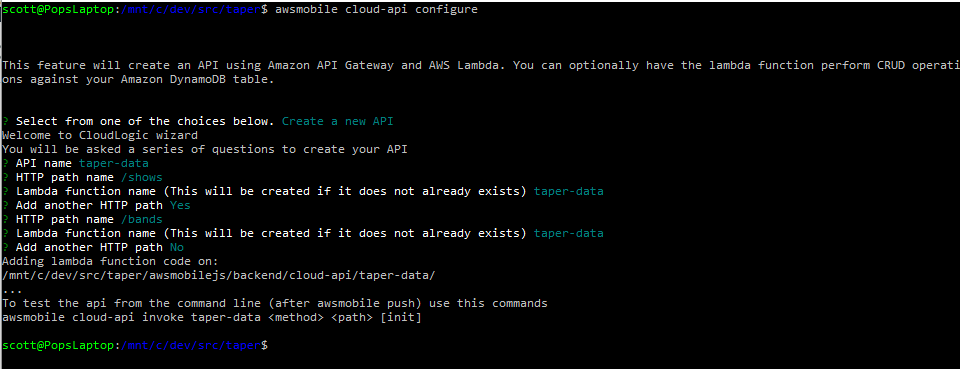 scott@PopsLaptop:/mnt/c/dev/src/taper$ awsmobile cloud-api configure
This feature will create an API using Amazon API Gateway and AWS Lambda. You can optionally have the lambda function perform CRUD operati
ons against your Amazon DynamoDB table.
? Select from one of the choices below. Create a new API
Welcome to CloudLogic wizard
You will be asked a series of questions to create your API
? API name taper-data
? HTTP path name /shows
? Lambda function name (This will be created if it does not already exists) taper-data
? Add another HTTP path Yes
? HTTP path name /bands
? Lambda function name (This will be created if it does not already exists) taper-data
? Add another HTTP path No
Adding lambda function code on:
/mnt/c/dev/src/taper/awsmobilejs/backend/cloud-api/taper-data/
...
To test the api from the command line (after awsmobile push) use this commands
awsmobile cloud-api invoke taper-data <method> <path> [init]
scott@PopsLaptop:/mnt/c/dev/src/taper$